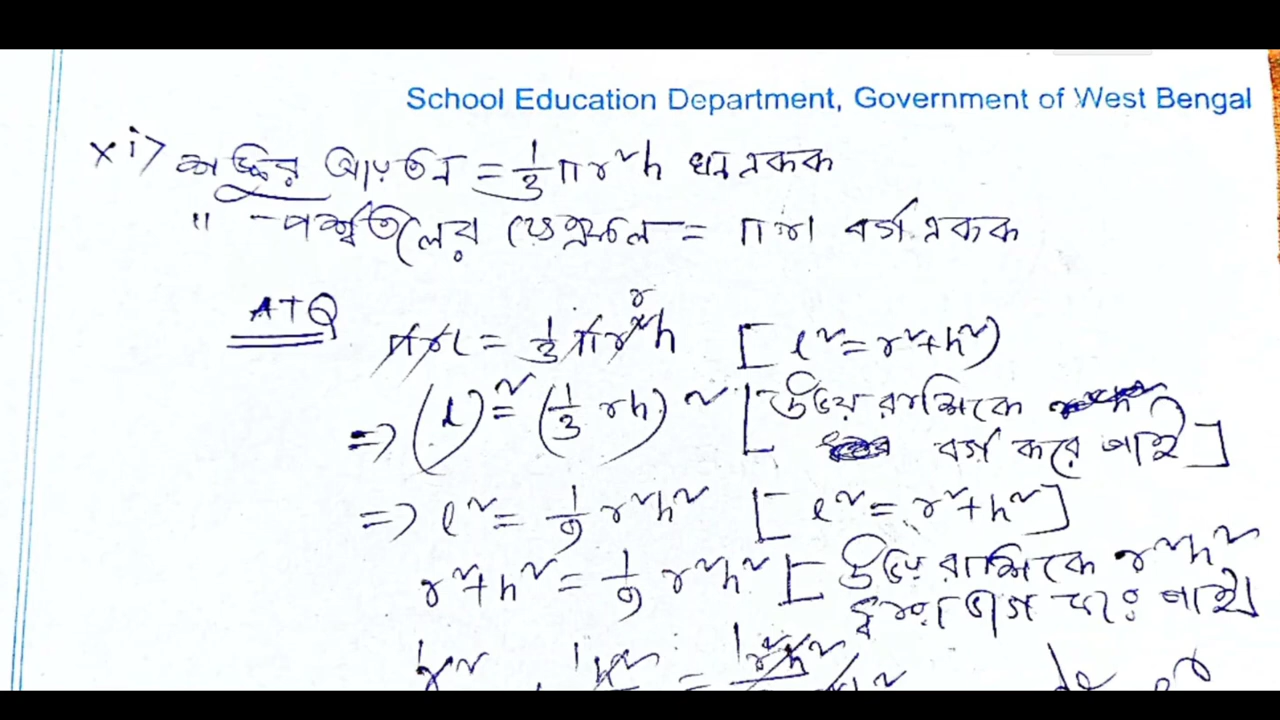 School Education Department, Government of West Bengal
xi> শঙ্কুর আয়তন = 1/3 πr²h ঘন একক
" পার্শ্বতলের ক্ষেত্রফল = πrl বর্গ একক
ATQ πrl = 1/3 πr²h [l² = r²+h²)
r
=> (l)² = (1/3 rh)² [উভয় রাশিকে
বর্গ করে পাই]
=> l² = 1/9 r²h² [l² = r²+h²]
r²+h² = 1/9 r²h² [উভয় রাশিকে r²h²
দ্বারা ভাগ করে পাই]